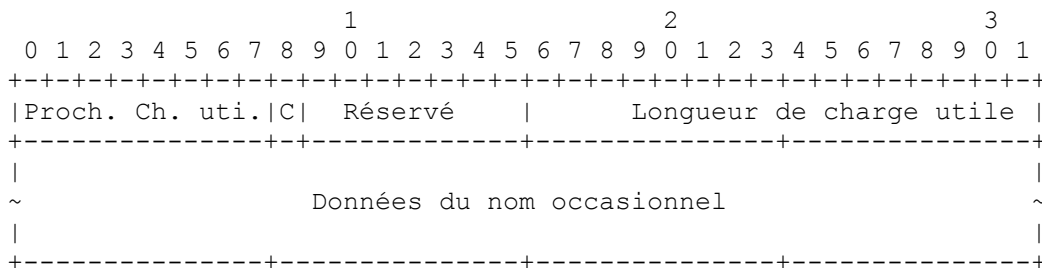 1                   2                   3
 0 1 2 3 4 5 6 7 8 9 0 1 2 3 4 5 6 7 8 9 0 1 2 3 4 5 6 7 8 9 0 1
+-+-+-+-+-+-+-+-+-+-+-+-+-+-+-+-+-+-+-+-+-+-+-+-+-+-+-+-+-+-+-+-+
|Proch. Ch. uti.|C|  Réservé    |      Longueur de charge utile |
+---------------+-+-------------+---------------+---------------+
|                                                               |
~                  Données du nom occasionnel                   ~
|                                                               |
+---------------+---------------+---------------+---------------+